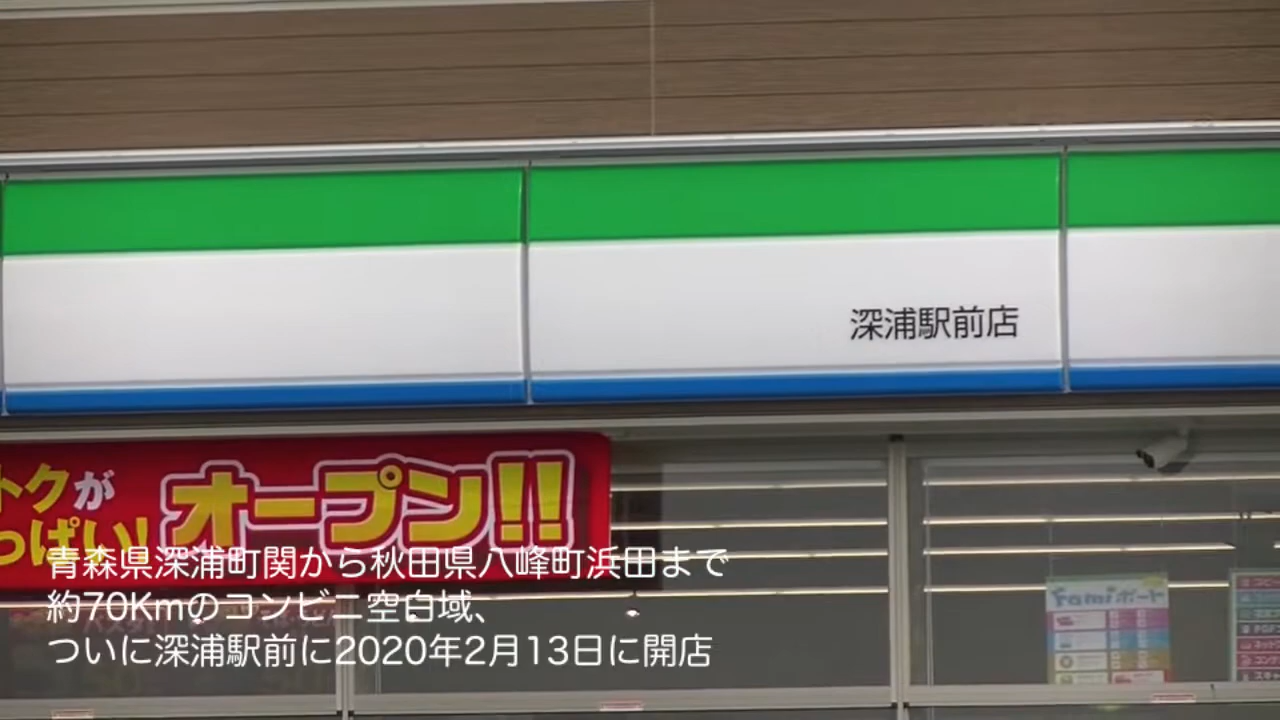 深浦駅前店
トクが
っぱい!
オープン!!
青森県深浦町関から秋田県八峰町浜田まで
約70Kmのコンビニ空白域、
ついに深浦駅前に2020年2月13日に開店
Famiポート